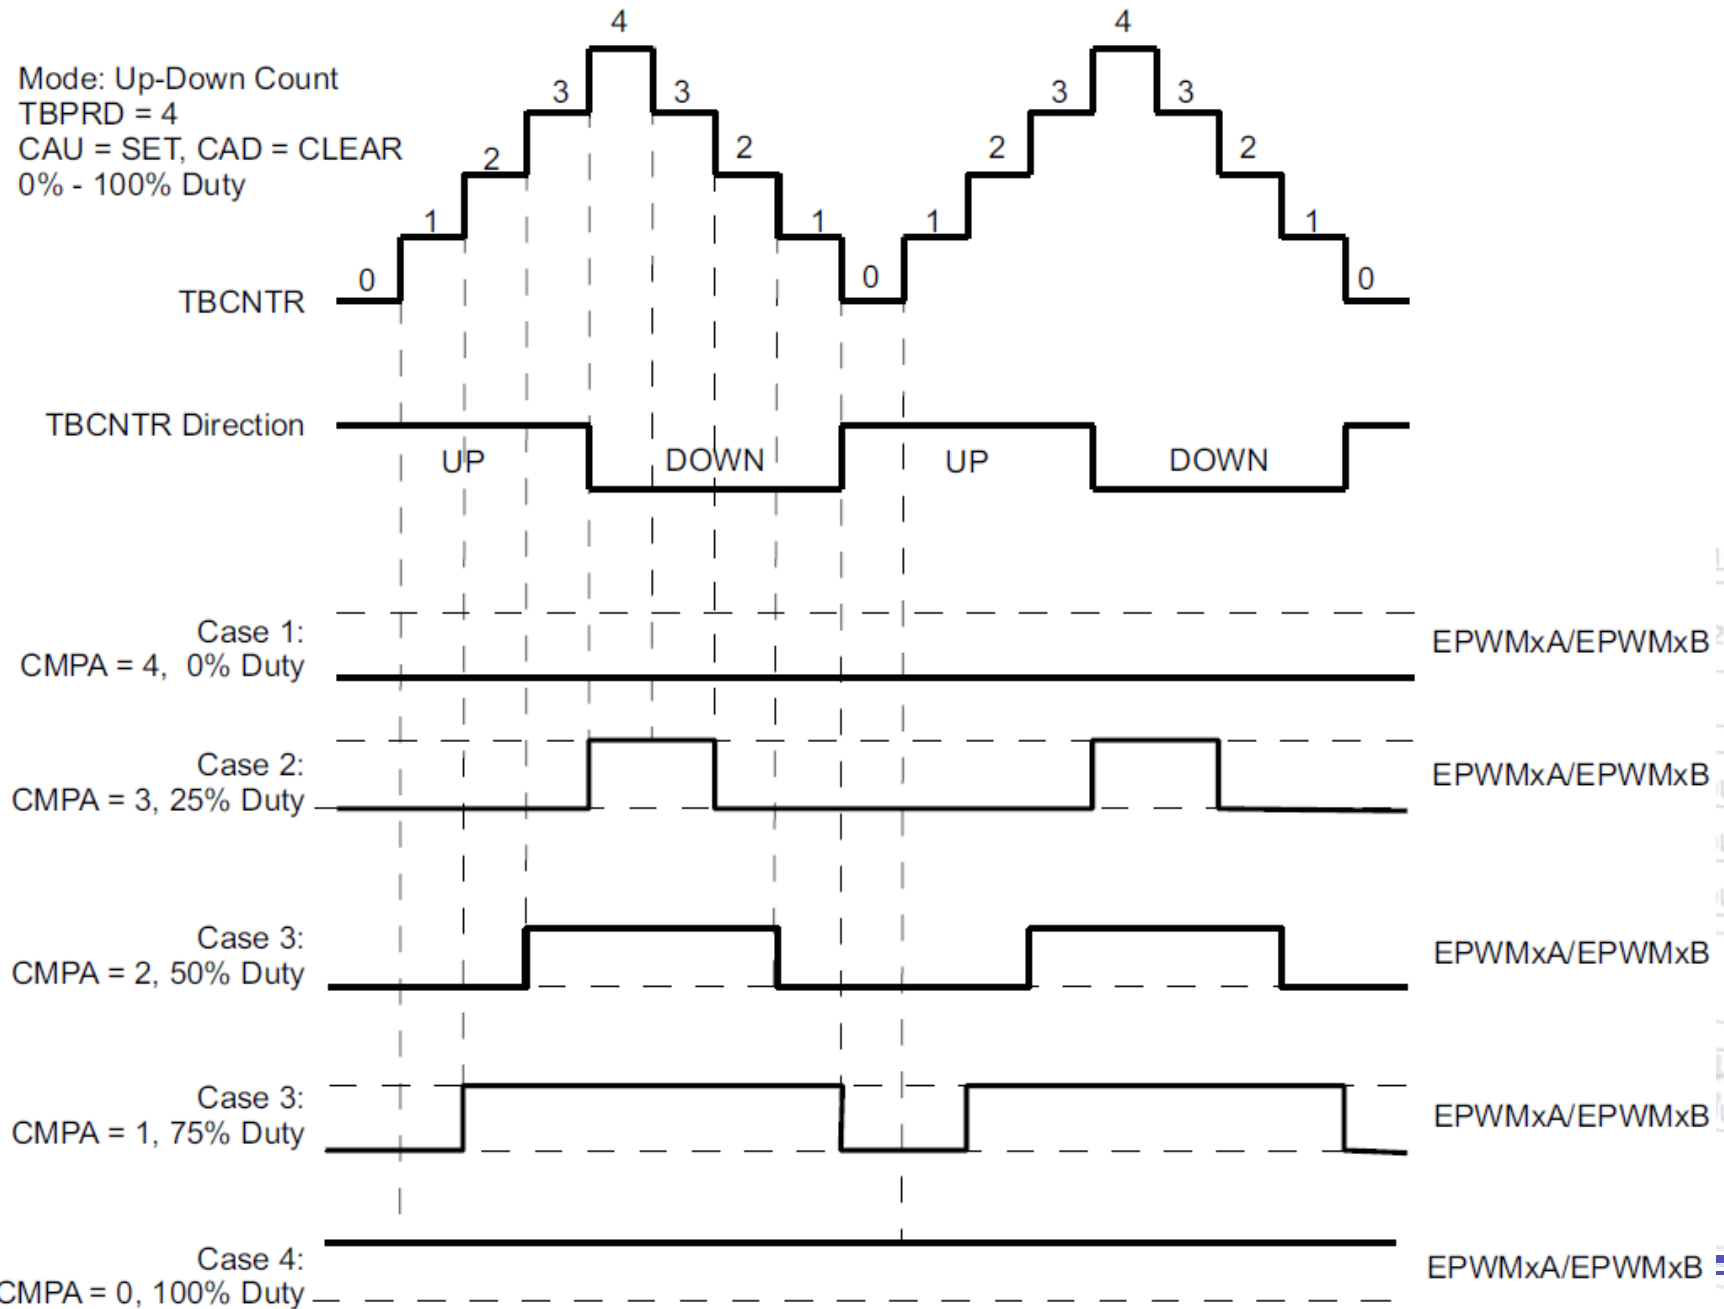 4 4
Mode: Up-Down Count
TBPRD = 4
CAU = SET, CAD = CLEAR
0% - 100% Duty
3 3 3 3
2 2 2 2
1 1 1 1
0 0 0
TBCNTR
TBCNTR Direction
UP DOWN UP DOWN
Case 1:
CMPA = 4, 0% Duty
EPWMxA/EPWMxB
Case 2:
CMPA = 3, 25% Duty
EPWMxA/EPWMxB
Case 3:
CMPA = 2, 50% Duty
EPWMxA/EPWMxB
Case 3:
CMPA = 1, 75% Duty
EPWMxA/EPWMxB
Case 4:
CMPA = 0, 100% Duty
EPWMxA/EPWMxB